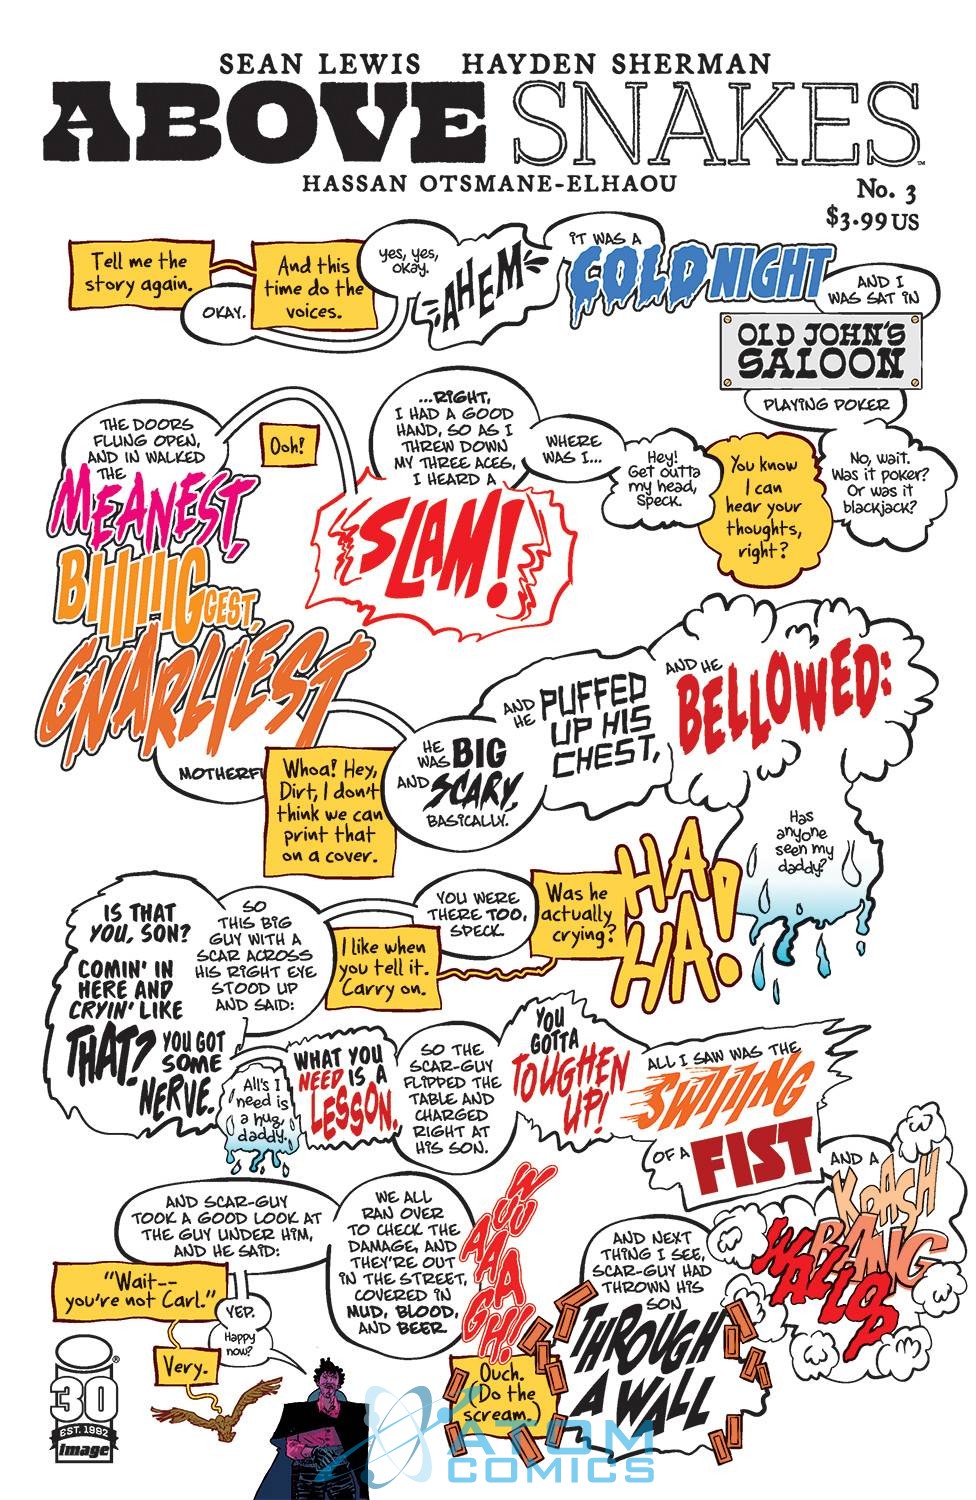 SEAN LEWIS HAYDEN SHERMAN
ABOVE SNAKES™
HASSAN OTSMANE-ELHAOU
No. 3
$3.99 US
Tell me the
story again.
OKAY.
And this
time do the
voices.
yes, yes,
okay.
AHEM
IT WAS A
COLD NIGHT
AND I
WAS SAT IN
OLD JOHN'S
SALOON
PLAYING POKER
No, wait.
Was it poker?
Or was it
blackjack?
You know
I can
hear your
thoughts,
right?
Hey!
Get outta
my head,
Speck.
WHERE
WAS I...
...RIGHT,
I HAD A GOOD
HAND, SO AS I
THREW DOWN
MY THREE ACES,
I HEARD A
SLAM!
Ooh!
THE DOORS
FLUNG OPEN,
AND IN WALKED
THE
MEANEST,
BIIIIIIIGGEST,
GNARLIEST
MOTHERFU
Whoa! Hey,
Dirt, I don't
think we can
print that
on a cover.
HE
WAS BIG
AND SCARY,
BASICALLY.
AND
HE PUFFED
UP HIS
CHEST,
AND HE
BELLOWED:
Has
anyone
seen my
daddy?
HA
HA!
Was he
actually
crying?
YOU WERE
THERE TOO,
SPECK.
I like when
you tell it.
Carry on.
SO
THIS BIG
GUY WITH A
SCAR ACROSS
HIS RIGHT EYE
STOOD UP
AND SAID:
IS THAT
YOU, SON?
COMIN' IN
HERE AND
CRYIN' LIKE
THAT? YOU GOT
SOME
NERVE.
All's I
need is
a hug
daddy.
WHAT YOU
NEED IS A
LESSON.
SO THE
SCAR-GUY
FLIPPED THE
TABLE AND
CHARGED
RIGHT AT
HIS SON.
YOU
GOTTA
TOUGHEN
UP!
ALL I SAW WAS THE
SWIIIING
OF A FIST
AND A
KRASH
BANG
WALLOP
AND NEXT
THING I SEE,
SCAR-GUY HAD
THROWN HIS
SON
THROUGH
A WALL
Ouch.
(Do the
scream.)
WUUUAAAAGH!!
WE ALL
RAN OVER
TO CHECK THE
DAMAGE, AND
THEY'RE OUT
IN THE STREET,
COVERED IN
MUD, BLOOD,
AND BEER.
AND SCAR-GUY
TOOK A GOOD LOOK AT
THE GUY UNDER HIM,
AND HE SAID:
"Wait--
you're not Carl."
YEP.
Happy
now?
Very.
30
EST. 1992
image
ATOM
COMICS